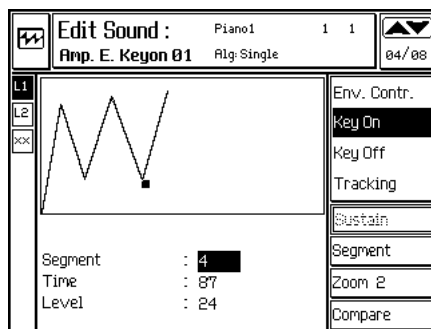 Edit Sound : Piano1 1 1
Amp. E. Keyon 01 Alg: Single 04/08
L1
L2
xx
Env. Contr.
Key On
Key Off
Tracking
Sustain
Segment
Zoom 2
Compare
Segment : 4
Time : 87
Level : 24